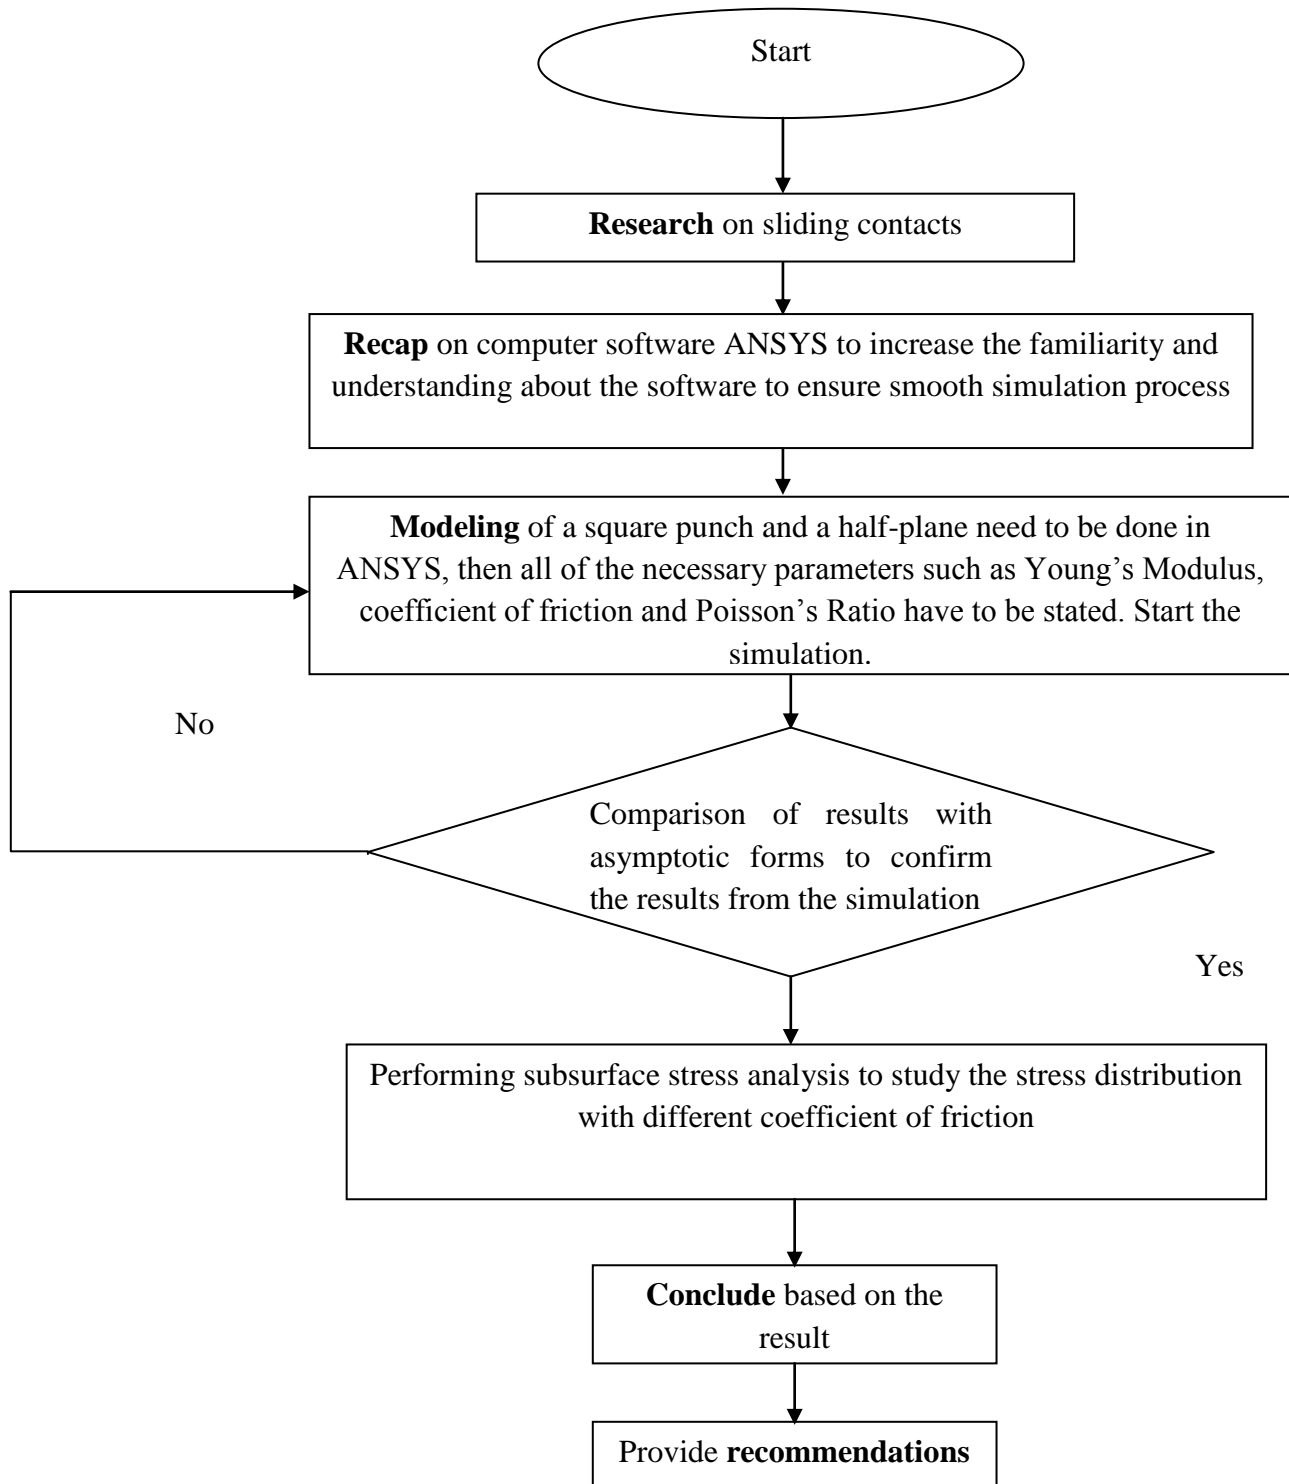 Start
Research on sliding contacts
Recap on computer software ANSYS to increase the familiarity and
understanding about the software to ensure smooth simulation process
Modeling of a square punch and a half-plane need to be done in
ANSYS, then all of the necessary parameters such as Young’s Modulus,
coefficient of friction and Poisson’s Ratio have to be stated. Start the
simulation.
No
Comparison of results with
asymptotic forms to confirm
the results from the simulation
Yes
Performing subsurface stress analysis to study the stress distribution
with different coefficient of friction
Conclude based on the
result
Provide recommendations